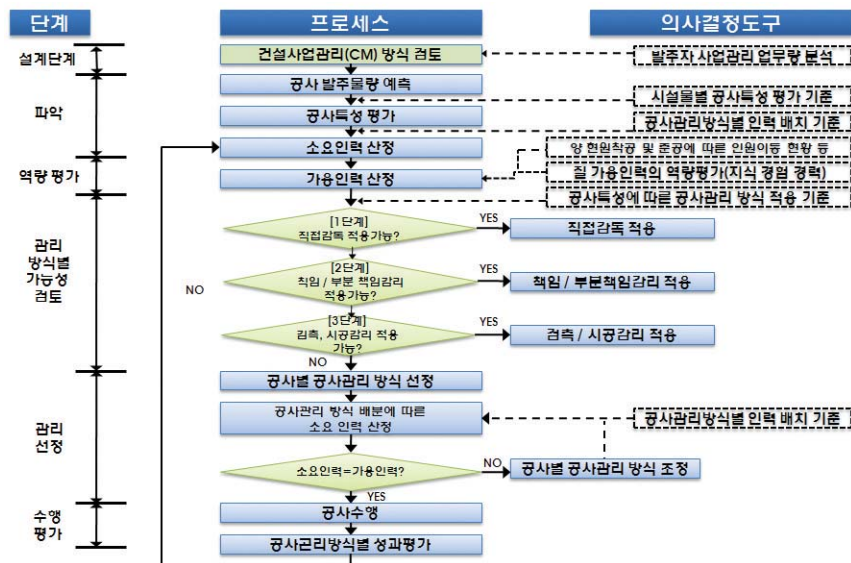 단계
프로세스
의사결정도구
설계단계
건설사업관리(CM) 방식 검토
발주자 사업관리 업무량 분석
파악
공사 발주물량 예측
시설물별 공사특성 평가 기준
공사특성 평가
공사관리방식별 인력 배치 기준
소요인력 산정
양 현원착공 및 준공에 따른 인원이동 현황 등
역량 평가
가용인력 산정
질 가용인력의 역량평가(지식 경험 경력)
공사특성에 따른 공사관리 방식 적용 기준
관리
방식별
가능성
검토
[1단계]
직접감독 적용가능?
YES
직접감독 적용
NO
[2단계]
책임 / 부분 책임감리
적용가능?
YES
책임 / 부분책임감리 적용
[3단계]
검측, 시공감리 적용
가능?
YES
검측 / 시공감리 적용
NO
관리
선정
공사별 공사관리 방식 선정
공사관리 방식 배분에 따른
소요 인력 산정
공사관리방식별 인력 배치 기준
소요인력=가용인력?
NO
공사별 공사관리 방식 조정
YES
수행
평가
공사수행
공사관리방식별 성과평가